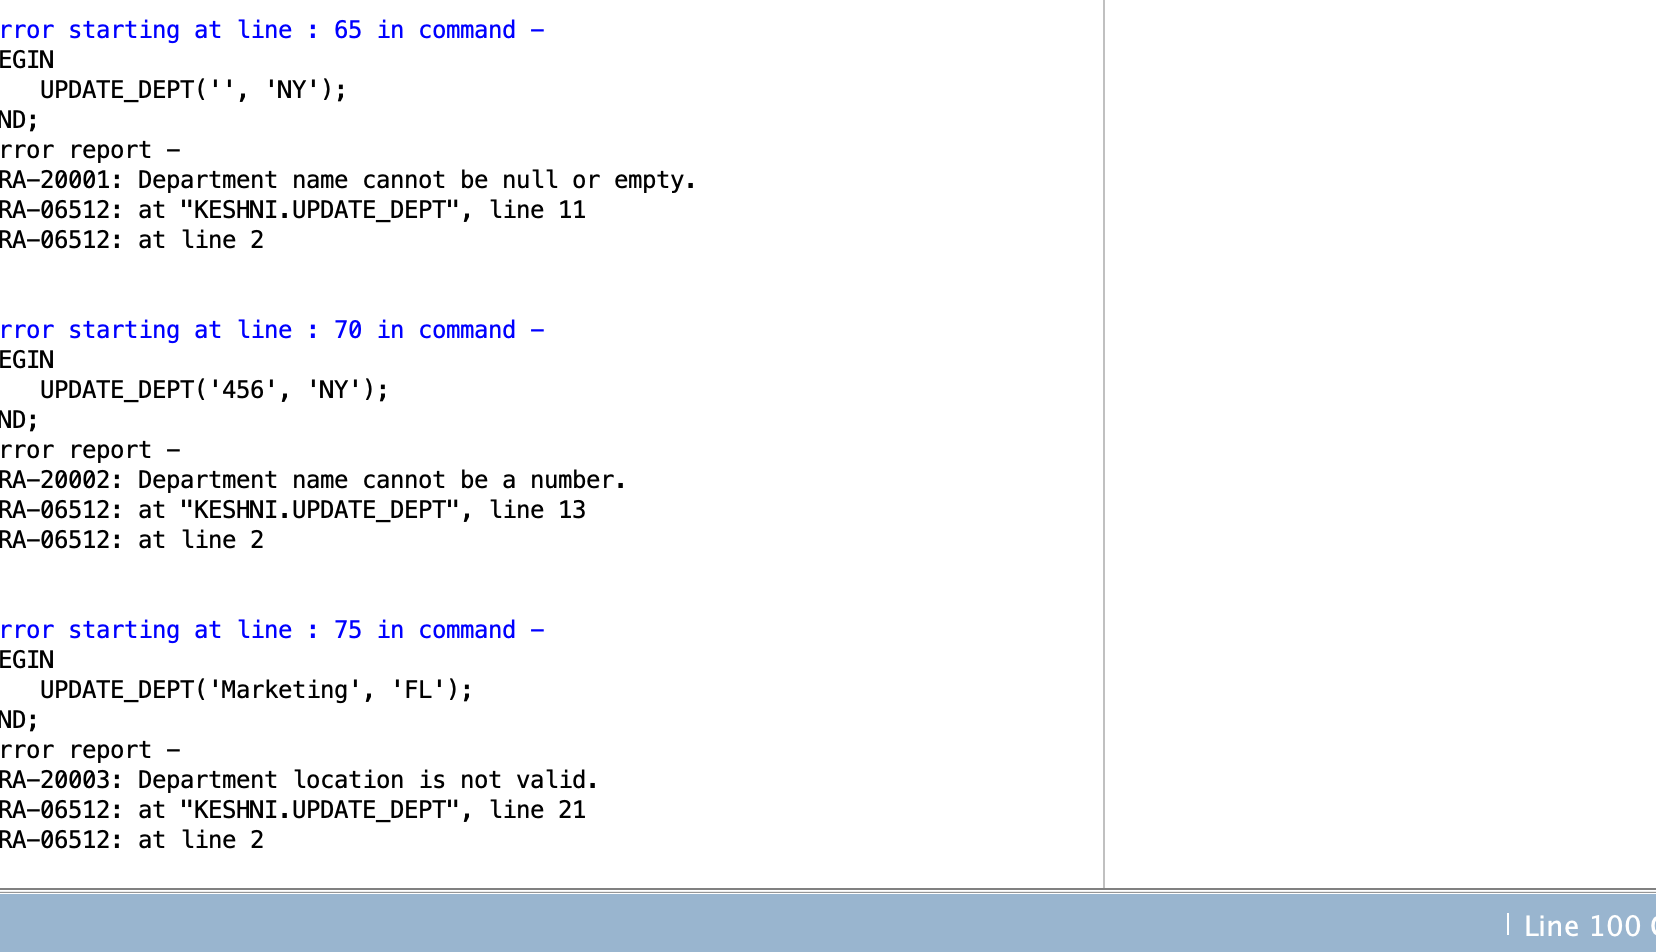 rror starting at line : 65 in command -
EGIN
UPDATE_DEPT('', 'NY');
ND;
rror report -
RA-20001: Department name cannot be null or empty.
RA-06512: at "KESHNI.UPDATE_DEPT", line 11
RA-06512: at line 2
rror starting at line : 70 in command -
EGIN
UPDATE_DEPT('456', 'NY');
ND;
rror report -
RA-20002: Department name cannot be a number.
RA-06512: at "KESHNI.UPDATE_DEPT", line 13
RA-06512: at line 2
rror starting at line : 75 in command -
EGIN
UPDATE_DEPT('Marketing', 'FL');
ND;
rror report -
RA-20003: Department location is not valid.
RA-06512: at "KESHNI.UPDATE_DEPT", line 21
RA-06512: at line 2
Line 100